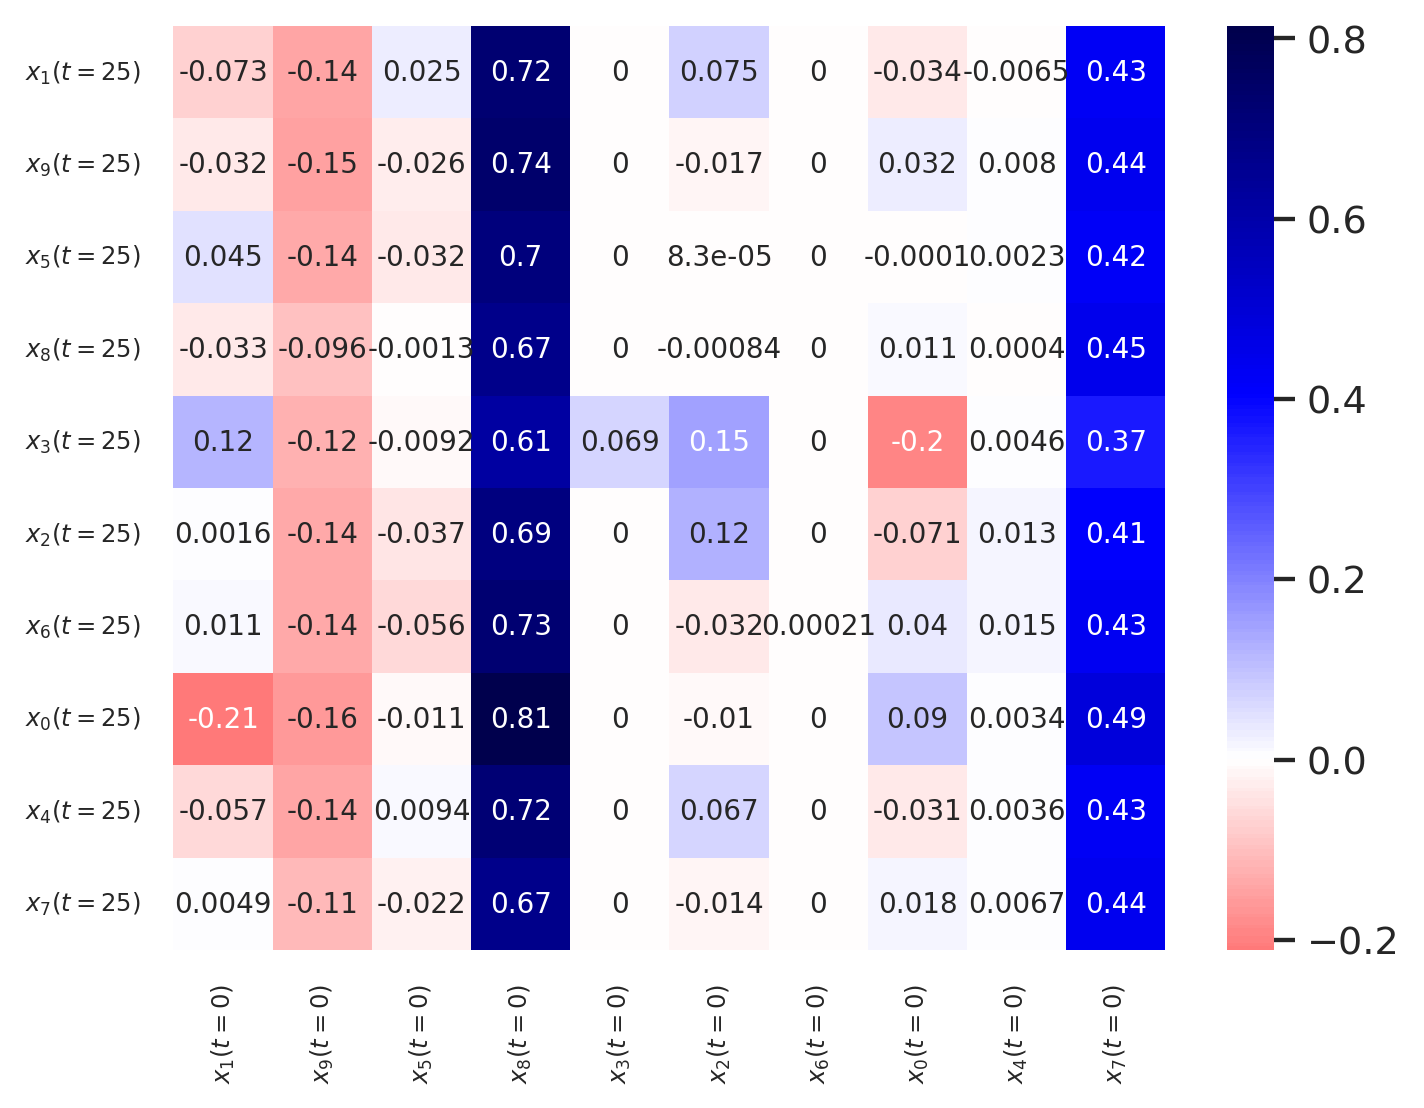 x₁(t = 25) -0.073 -0.14 0.025 0.72 0 0.075 0 -0.034 -0.0065 0.43
x₉(t = 25) -0.032 -0.15 -0.026 0.74 0 -0.017 0 0.032 0.008 0.44
x₅(t = 25) 0.045 -0.14 -0.032 0.7 0 8.3e-05 0 -0.0001 0.0023 0.42
x₈(t = 25) -0.033 -0.096 -0.0013 0.67 0 -0.00084 0 0.011 0.0004 0.45
x₃(t = 25) 0.12 -0.12 -0.0092 0.61 0.069 0.15 0 -0.2 0.0046 0.37
x₂(t = 25) 0.0016 -0.14 -0.037 0.69 0 0.12 0 -0.071 0.013 0.41
x₆(t = 25) 0.011 -0.14 -0.056 0.73 0 -0.032 0.00021 0.04 0.015 0.43
x₀(t = 25) -0.21 -0.16 -0.011 0.81 0 -0.01 0 0.09 0.0034 0.49
x₄(t = 25) -0.057 -0.14 0.0094 0.72 0 0.067 0 -0.031 0.0036 0.43
x₇(t = 25) 0.0049 -0.11 -0.022 0.67 0 -0.014 0 0.018 0.0067 0.44
x₁(t = 0)
x₉(t = 0)
x₅(t = 0)
x₈(t = 0)
x₃(t = 0)
x₂(t = 0)
x₆(t = 0)
x₀(t = 0)
x₄(t = 0)
x₇(t = 0)
0.8
0.6
0.4
0.2
0.0
−0.2